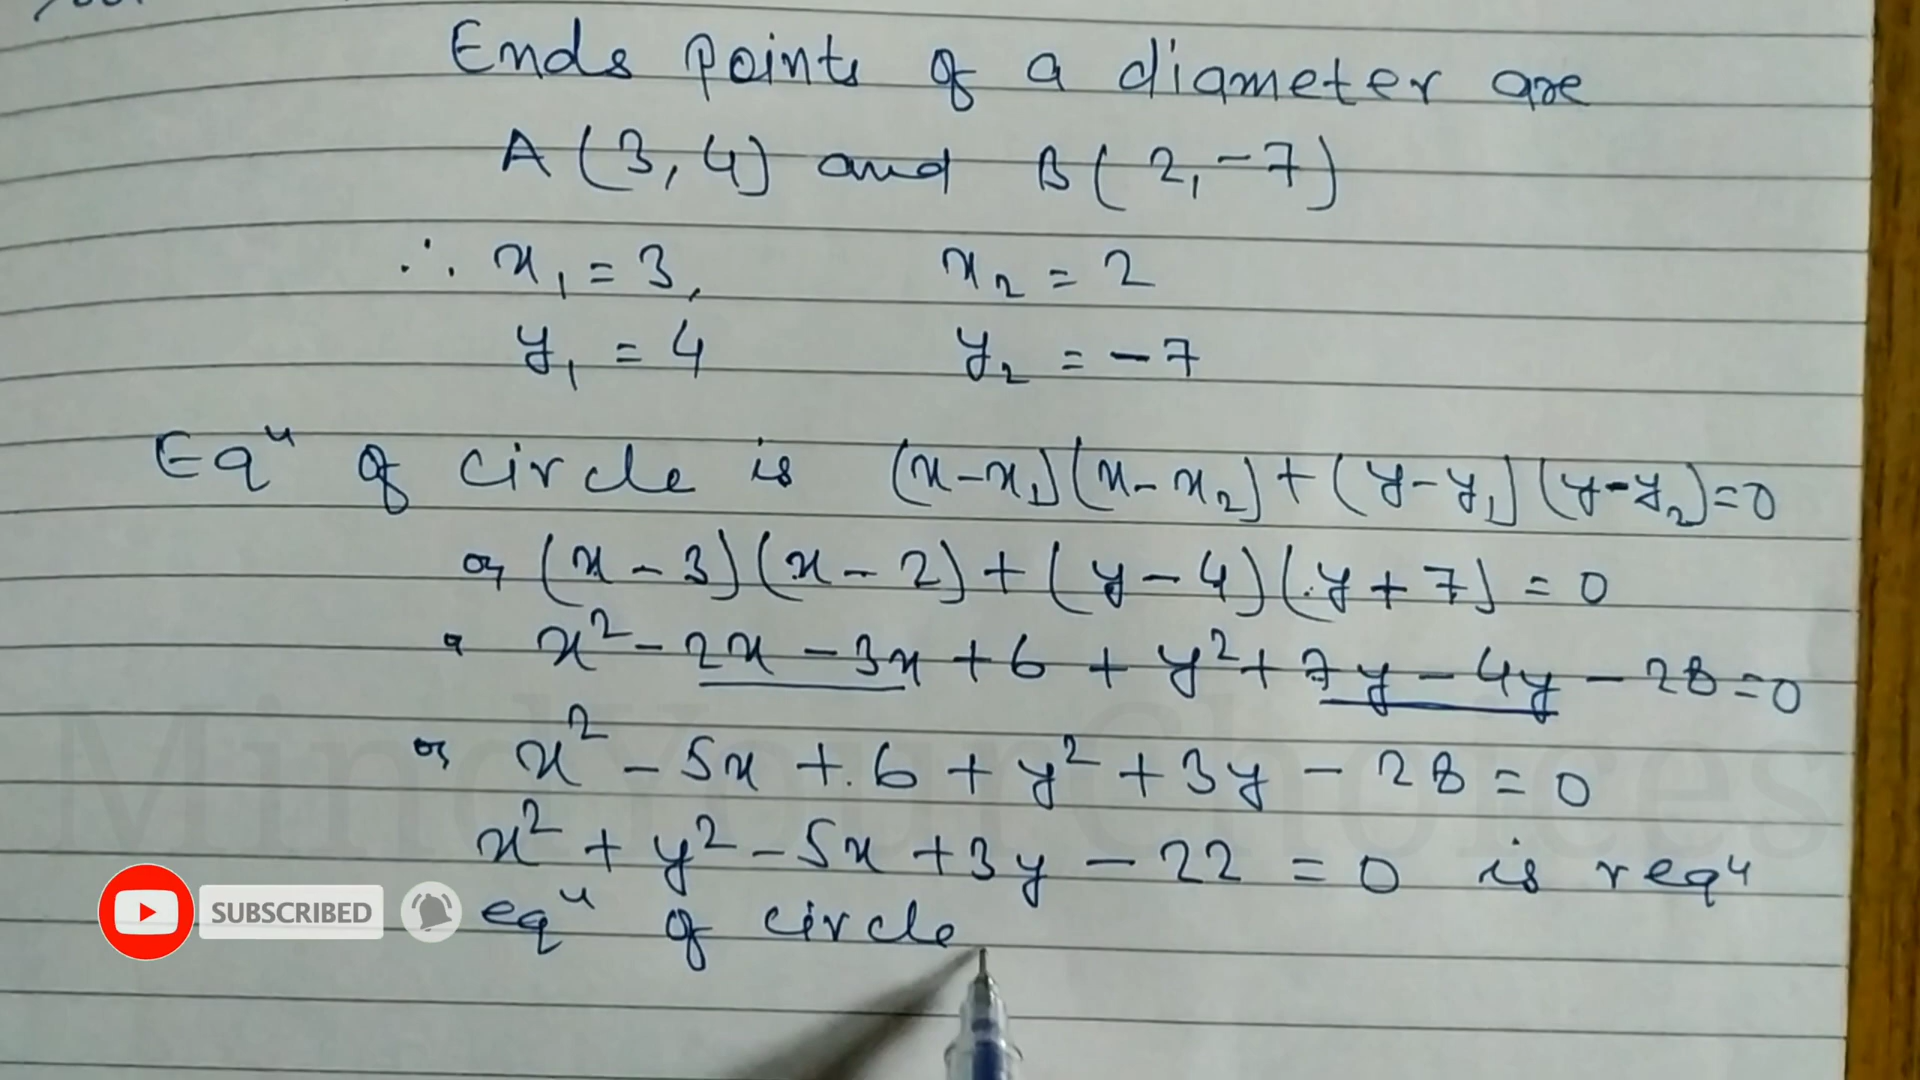 Ends points of a diameter are
A(3,4) and B(2,-7)
∴ x₁ = 3, x₂ = 2
y₁ = 4 y₂ = -7
Eqⁿ of circle is (x-x₁)(x-x₂)+(y-y₁)(y-y₂)=0
or (x-3)(x-2)+(y-4)(y+7)=0
x²-2x-3x+6+y²+7y-4y-28=0
or x²-5x+6+y²+3y-28=0
x²+y²-5x+3y-22=0 is reqⁿ
eqⁿ of circle
SUBSCRIBED
MindYourChoices